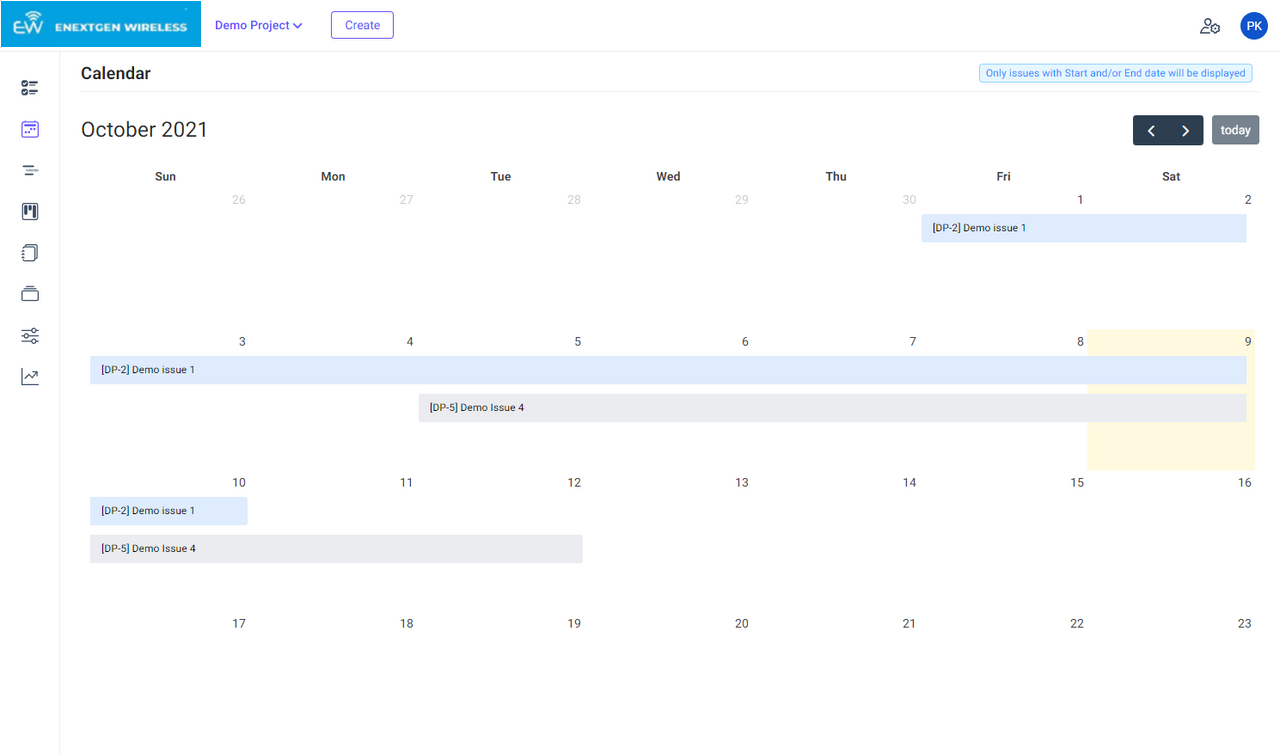 EW ENEXTGEN WIRELESS Demo Project Create PK
Calendar Only issues with Start and/or End date will be displayed
October 2021 today
Sun Mon Tue Wed Thu Fri Sat
26 27 28 29 30 1 2
[DP-2] Demo issue 1
3 4 5 6 7 8 9
[DP-2] Demo issue 1
[DP-5] Demo Issue 4
10 11 12 13 14 15 16
[DP-2] Demo issue 1
[DP-5] Demo Issue 4
17 18 19 20 21 22 23